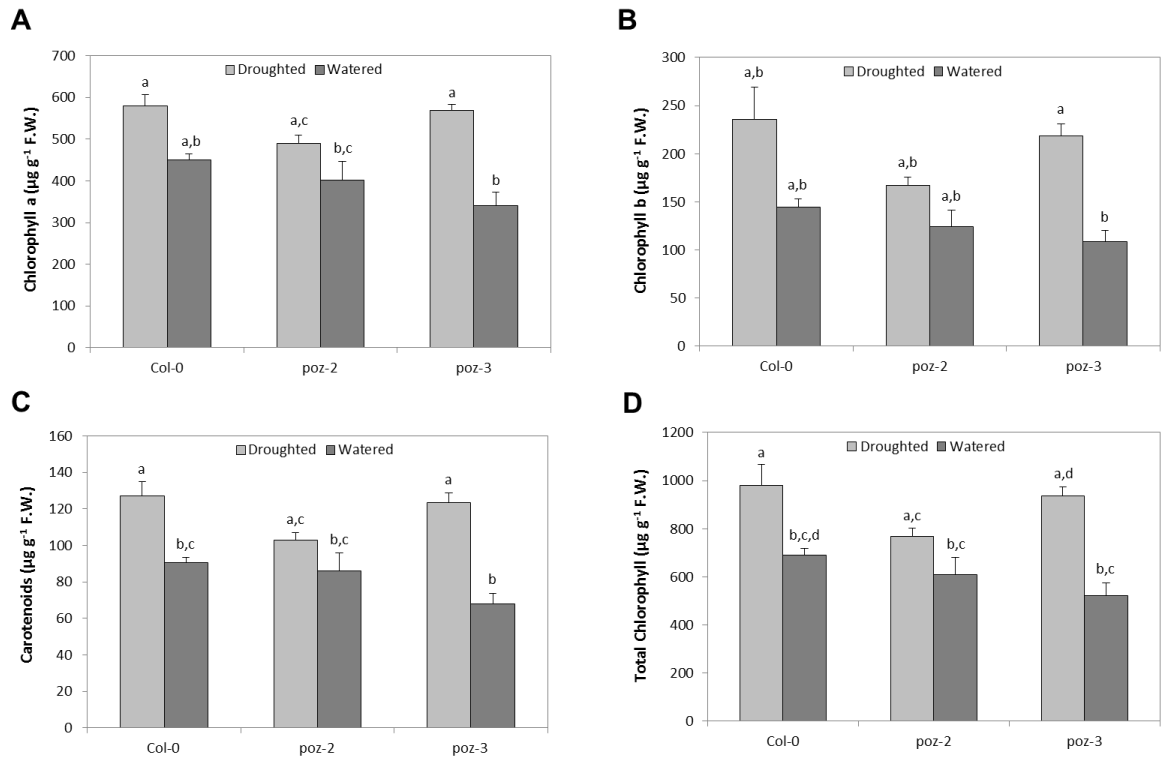 A
Chlorophyll a (µg g⁻¹ F.W.)
700
600
500
400
300
200
100
0
Droughted Watered
a
a,b
a,c
b,c
a
b
Col-0 poz-2 poz-3
B
Chlorophyll b (µg g⁻¹ F.W.)
300
250
200
150
100
50
0
Droughted Watered
a,b
a,b
a,b
a,b
a
b
Col-0 poz-2 poz-3
C
Carotenoids (µg g⁻¹ F.W.)
160
140
120
100
80
60
40
20
0
Droughted Watered
a
b,c
a,c
b,c
a
b
Col-0 poz-2 poz-3
D
Total Chlorophyll (µg g⁻¹ F.W.)
1200
1000
800
600
400
200
0
Droughted Watered
a
b,c,d
a,c
b,c
a,d
b,c
Col-0 poz-2 poz-3